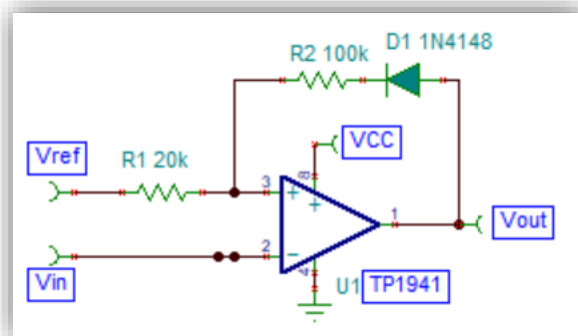 R2 100k
D1 1N4148
VCC
Vref
R1 20k
8
3
+
+
1
Vout
2
−
4
Vin
U1 TP1941